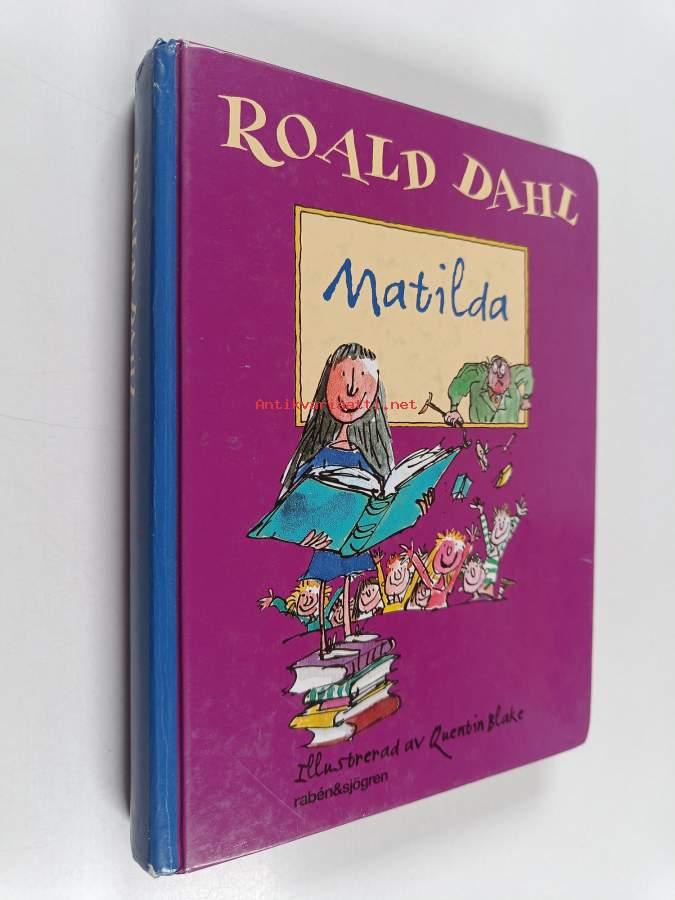 ROALD DAHL
Matilda
Antikvariaatti.net
Illustrerad av Quentin Blake
rabén&sjögren